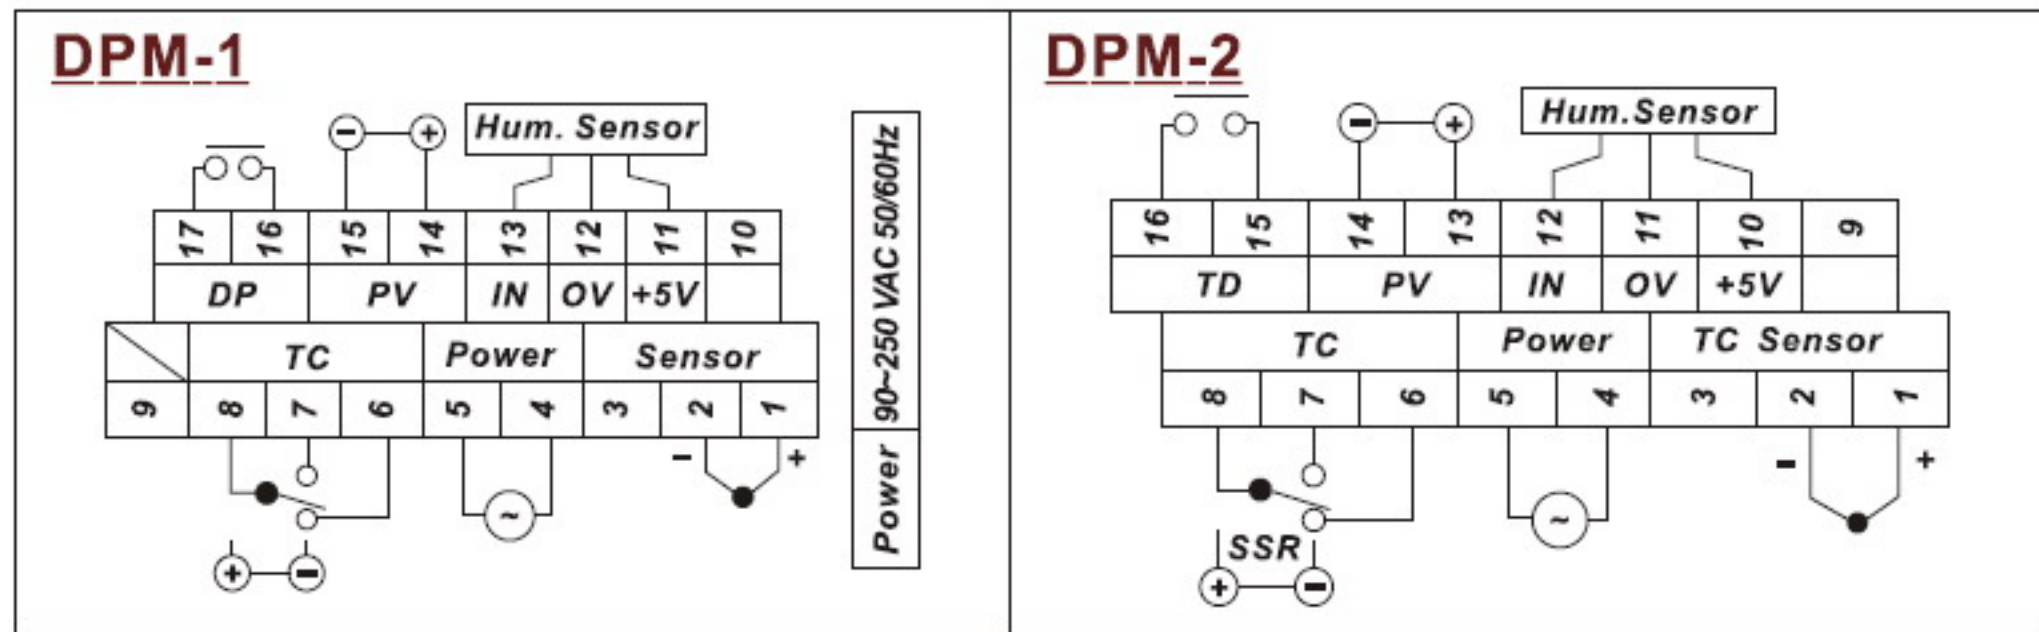 DPM-1
− +
Hum. Sensor
17 16 15 14 13 12 11 10
DP PV IN OV +5V
TC Power Sensor
9 8 7 6 5 4 3 2 1
− +
~
+ −
Power 90~250 VAC 50/60Hz
DPM-2
− +
Hum.Sensor
16 15 14 13 12 11 10 9
TD PV IN OV +5V
TC Power TC Sensor
8 7 6 5 4 3 2 1
− +
~
SSR
+ −